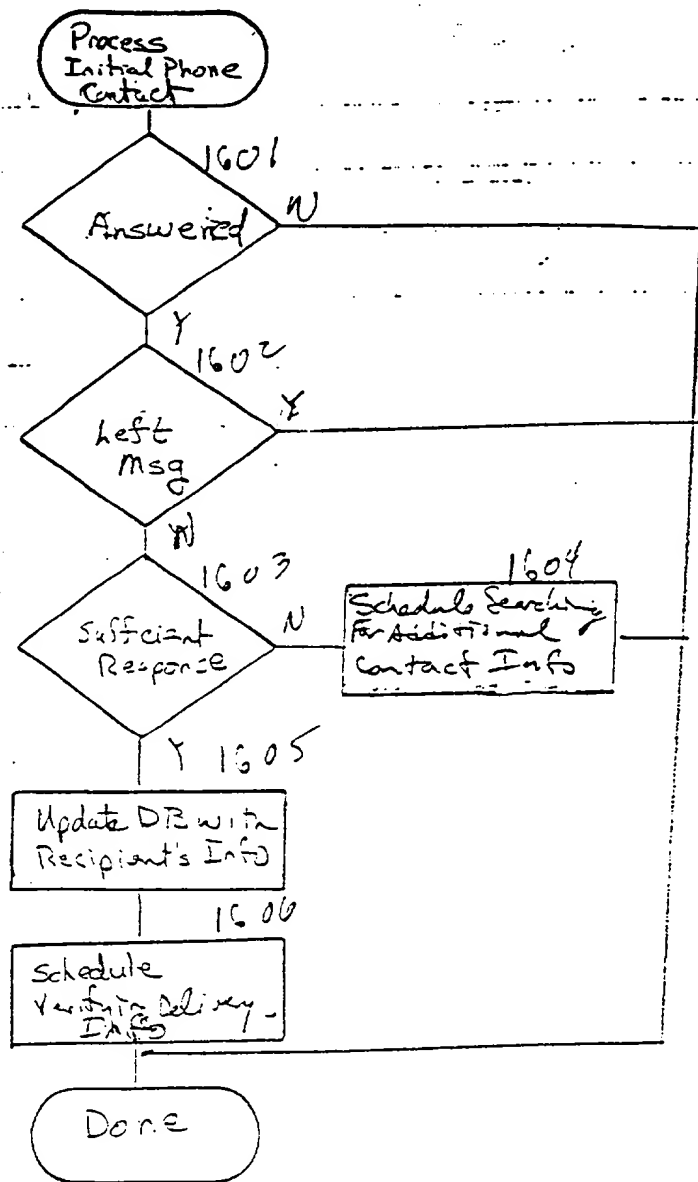 Process
Initial Phone
Contact
1601
Answered
N
Y
1602
Left
Msg
Y
N
1603
Sufficient
Response
N
1604
Schedule Searching
For Additional
Contact Info
Y
1605
Update DB with
Recipient's Info
1606
Schedule
Delivery
Info
Done